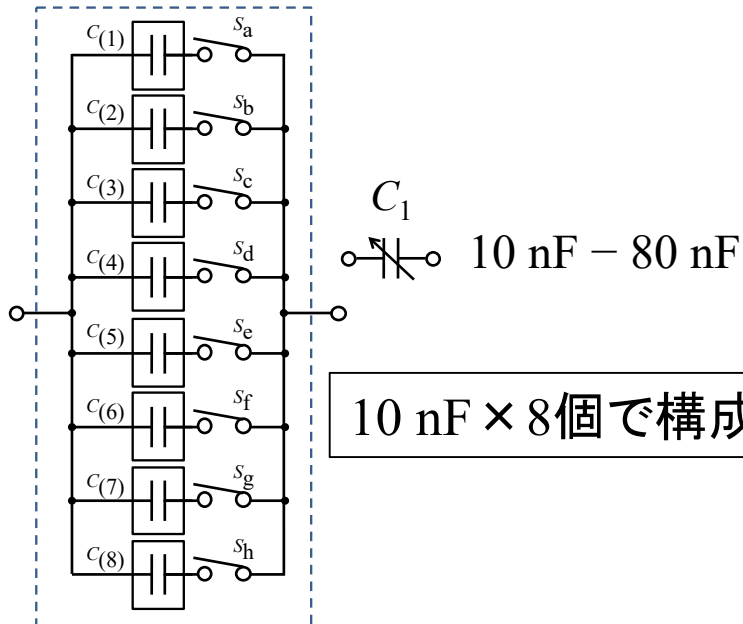 C(1) Sa
C(2) Sb
C(3) Sc
C(4) Sd
C(5) Se
C(6) Sf
C(7) Sg
C(8) Sh
C1
10 nF − 80 nF
10 nF × 8個で構成